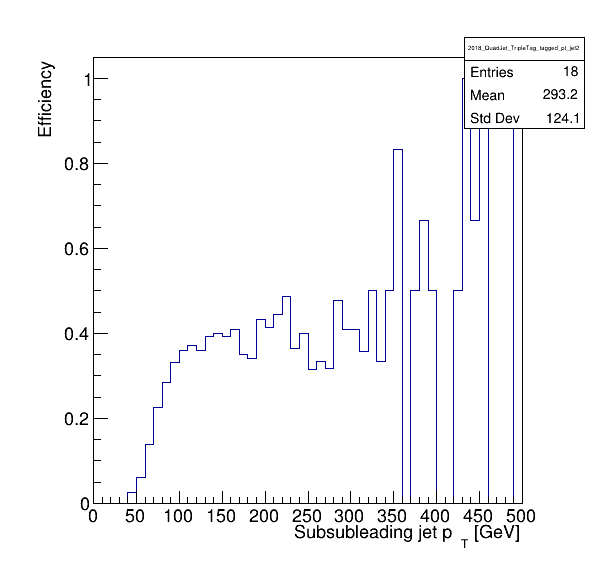 2018_QuadJet_TripleTag_tagged_pt_jet2
Entries 18
Mean 293.2
Std Dev 124.1
Efficiency
1
0.8
0.6
0.4
0.2
0
0 50 100 150 200 250 300 350 400 450 500
Subsubleading jet p T [GeV]